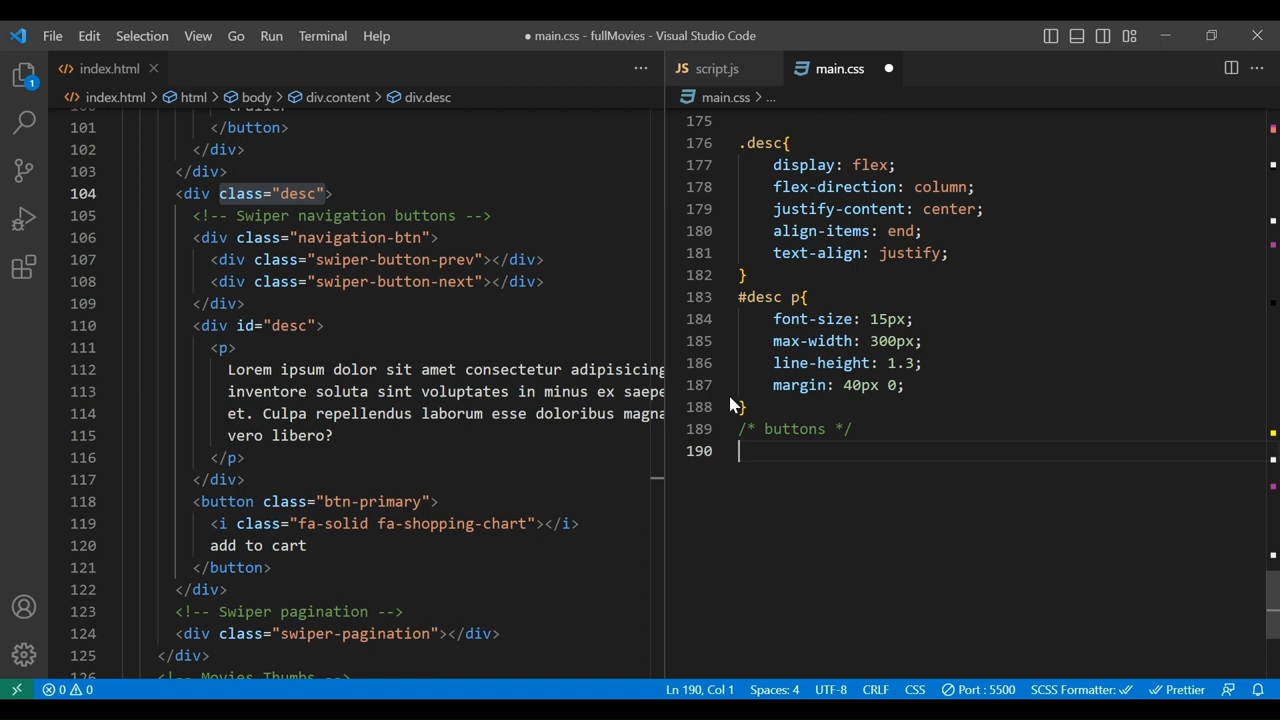 File Edit Selection View Go Run Terminal Help ● main.css - fullMovies - Visual Studio Code
index.html
JS script.js
main.css
index.html > html > body > div.content > div.desc
main.css > ...
1
trailer
101 </button>
102 </div>
103 </div>
104 <div class="desc">
105 <!-- Swiper navigation buttons -->
106 <div class="navigation-btn">
107 <div class="swiper-button-prev"></div>
108 <div class="swiper-button-next"></div>
109 </div>
110 <div id="desc">
111 <p>
112 Lorem ipsum dolor sit amet consectetur adipisicing
113 inventore soluta sint voluptates in minus ex saepe
114 et. Culpa repellendus laborum esse doloribus magna
115 vero libero?
116 </p>
117 </div>
118 <button class="btn-primary">
119 <i class="fa-solid fa-shopping-chart"></i>
120 add to cart
121 </button>
122 </div>
123 <!-- Swiper pagination -->
124 <div class="swiper-pagination"></div>
125 </div>
126 <!-- Movies Thumbs -->
175
176 .desc{
177 display: flex;
178 flex-direction: column;
179 justify-content: center;
180 align-items: end;
181 text-align: justify;
182 }
183 #desc p{
184 font-size: 15px;
185 max-width: 300px;
186 line-height: 1.3;
187 margin: 40px 0;
188 }
189 /* buttons */
190
0 0 Ln 190, Col 1 Spaces: 4 UTF-8 CRLF CSS Port : 5500 SCSS Formatter: Prettier